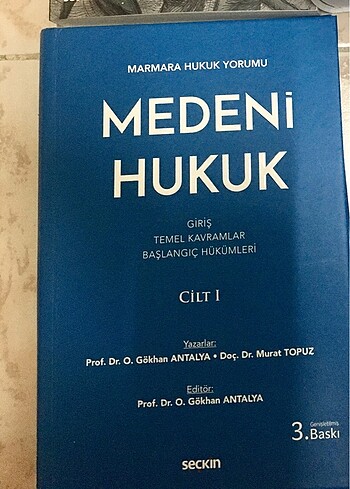 MARMARA HUKUK YORUMU
MEDENİ
HUKUK
GİRİŞ
TEMEL KAVRAMLAR
BAŞLANGIÇ HÜKÜMLERİ
CİLT I
Yazarlar:
Prof. Dr. O. Gökhan ANTALYA • Doç. Dr. Murat TOPUZ
Editör:
Prof. Dr. O. Gökhan ANTALYA
Genişletilmiş
3. Baskı
seçkin